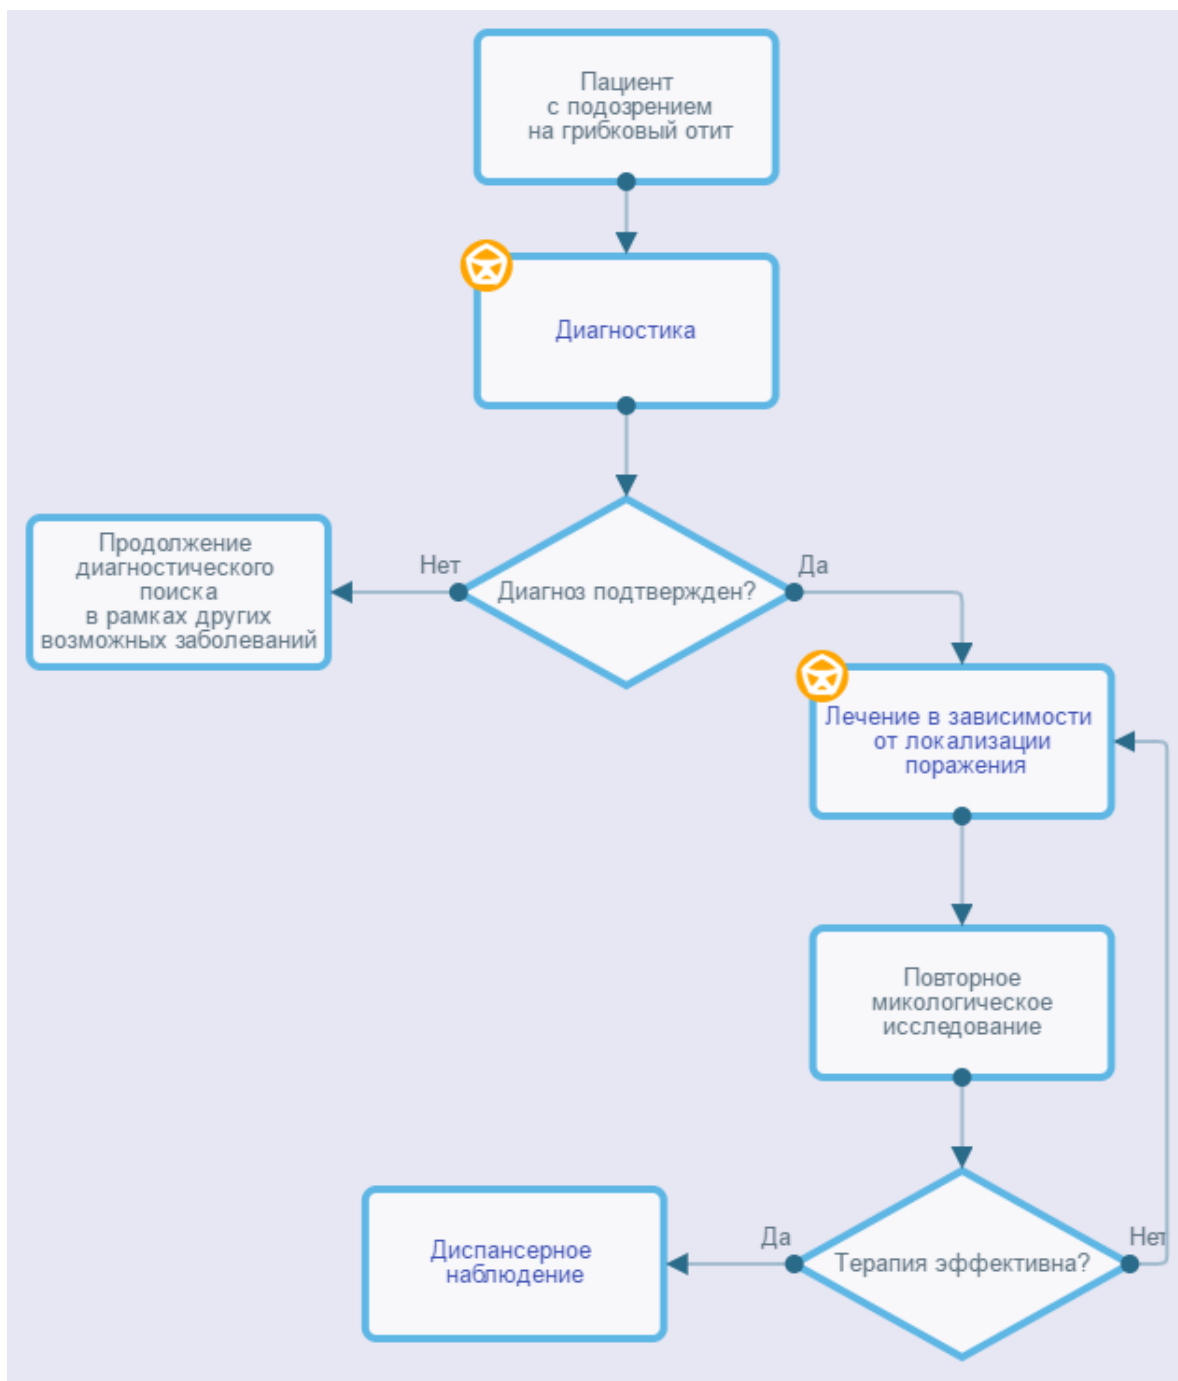 Пациент
с подозрением
на грибковый отит
Диагностика
Диагноз подтвержден?
Нет
Да
Продолжение
диагностического
поиска
в рамках других
возможных заболеваний
Лечение в зависимости
от локализации
поражения
Повторное
микологическое
исследование
Терапия эффективна?
Да
Нет
Диспансерное
наблюдение